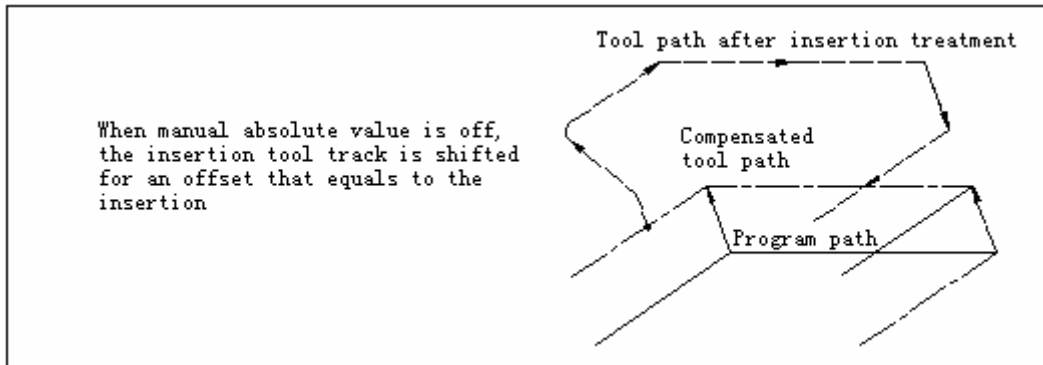 Tool path after insertion treatment
When manual absolute value is off,
the insertion tool track is shifted
for an offset that equals to the
insertion
Compensated
tool path
Program path